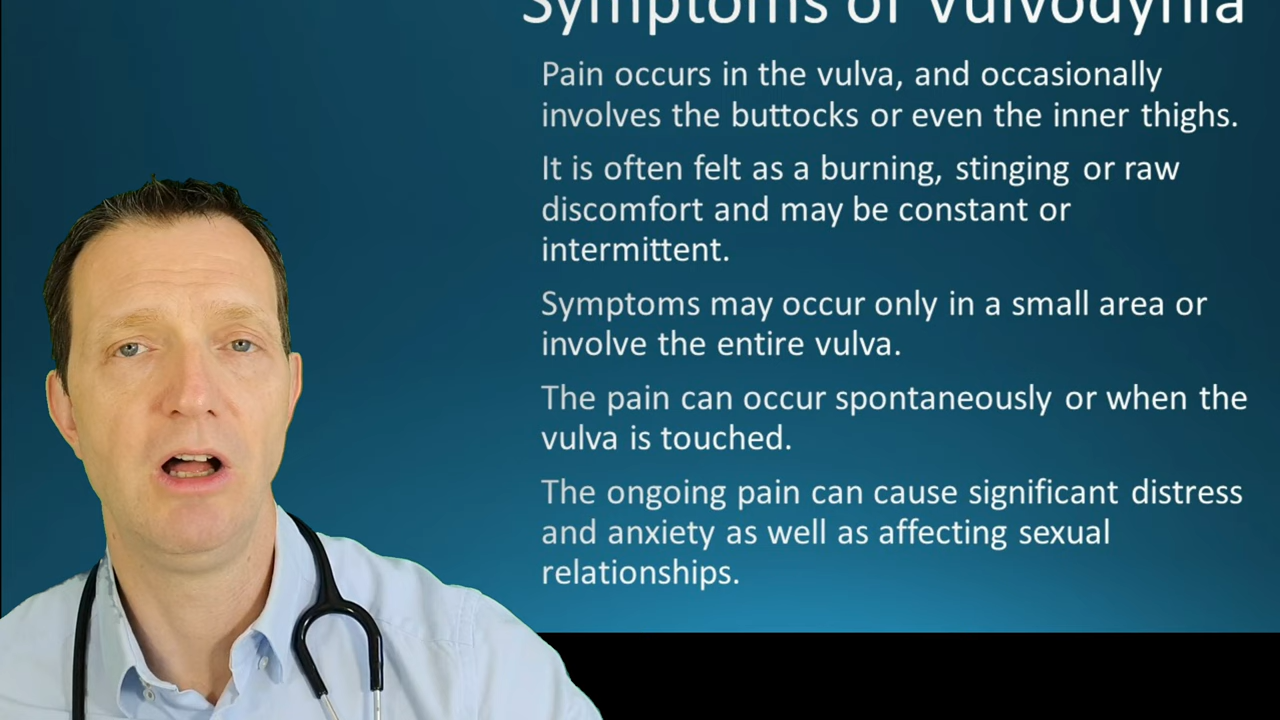 Symptoms of Vulvodynia
Pain occurs in the vulva, and occasionally
involves the buttocks or even the inner thighs.
It is often felt as a burning, stinging or raw
discomfort and may be constant or
intermittent.
Symptoms may occur only in a small area or
involve the entire vulva.
The pain can occur spontaneously or when the
vulva is touched.
The ongoing pain can cause significant distress
and anxiety as well as affecting sexual
relationships.